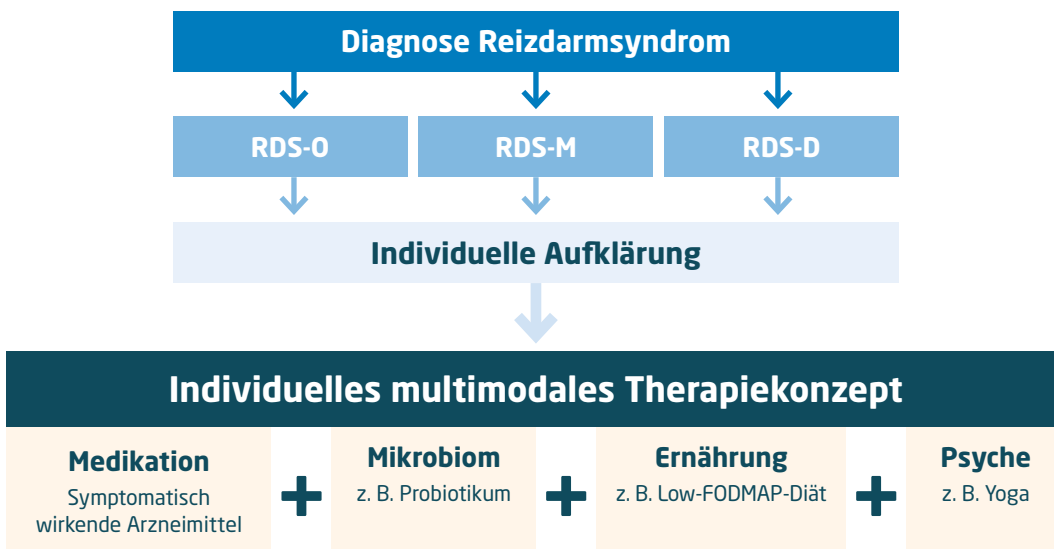 Diagnose Reizdarmsyndrom
RDS-O
RDS-M
RDS-D
Individuelle Aufklärung
Individuelles multimodales Therapiekonzept
Medikation
Symptomatisch
wirkende Arzneimittel
+
Mikrobiom
z. B. Probiotikum
+
Ernährung
z. B. Low-FODMAP-Diät
+
Psyche
z. B. Yoga